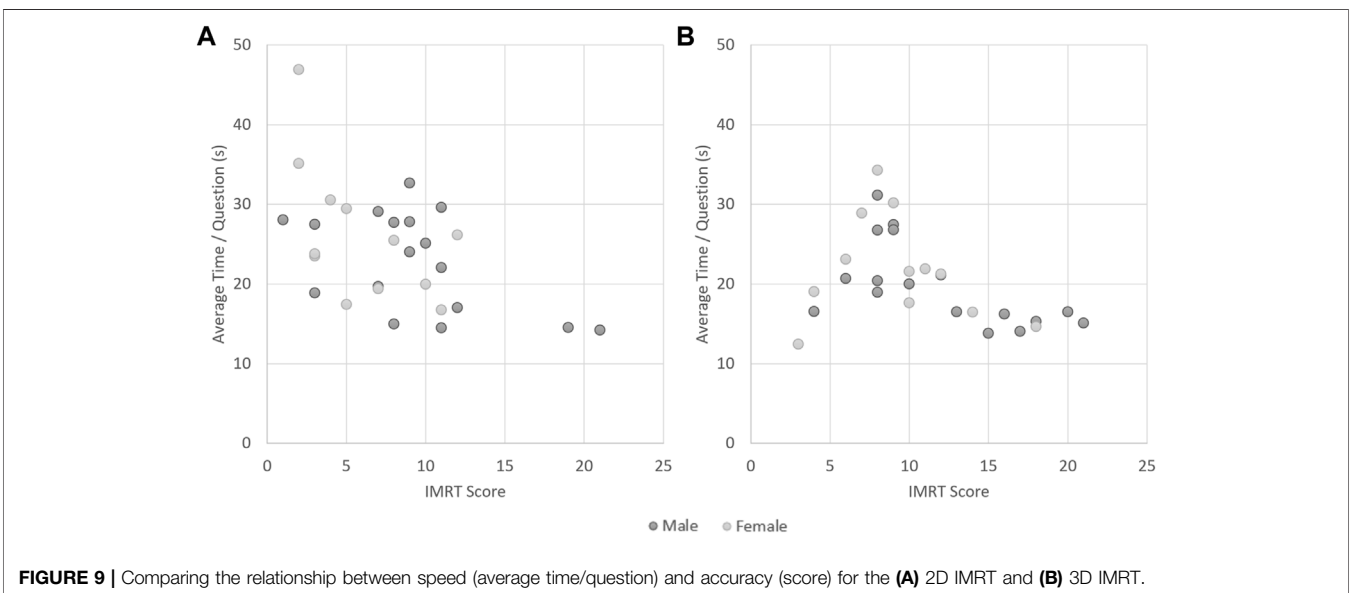 A
B
50
40
30
20
10
0
Average Time / Question (s)
0 5 10 15 20 25
IMRT Score
50
40
30
20
10
0
Average Time / Question (s)
0 5 10 15 20 25
IMRT Score
Male Female
FIGURE 9 | Comparing the relationship between speed (average time/question) and accuracy (score) for the (A) 2D IMRT and (B) 3D IMRT.